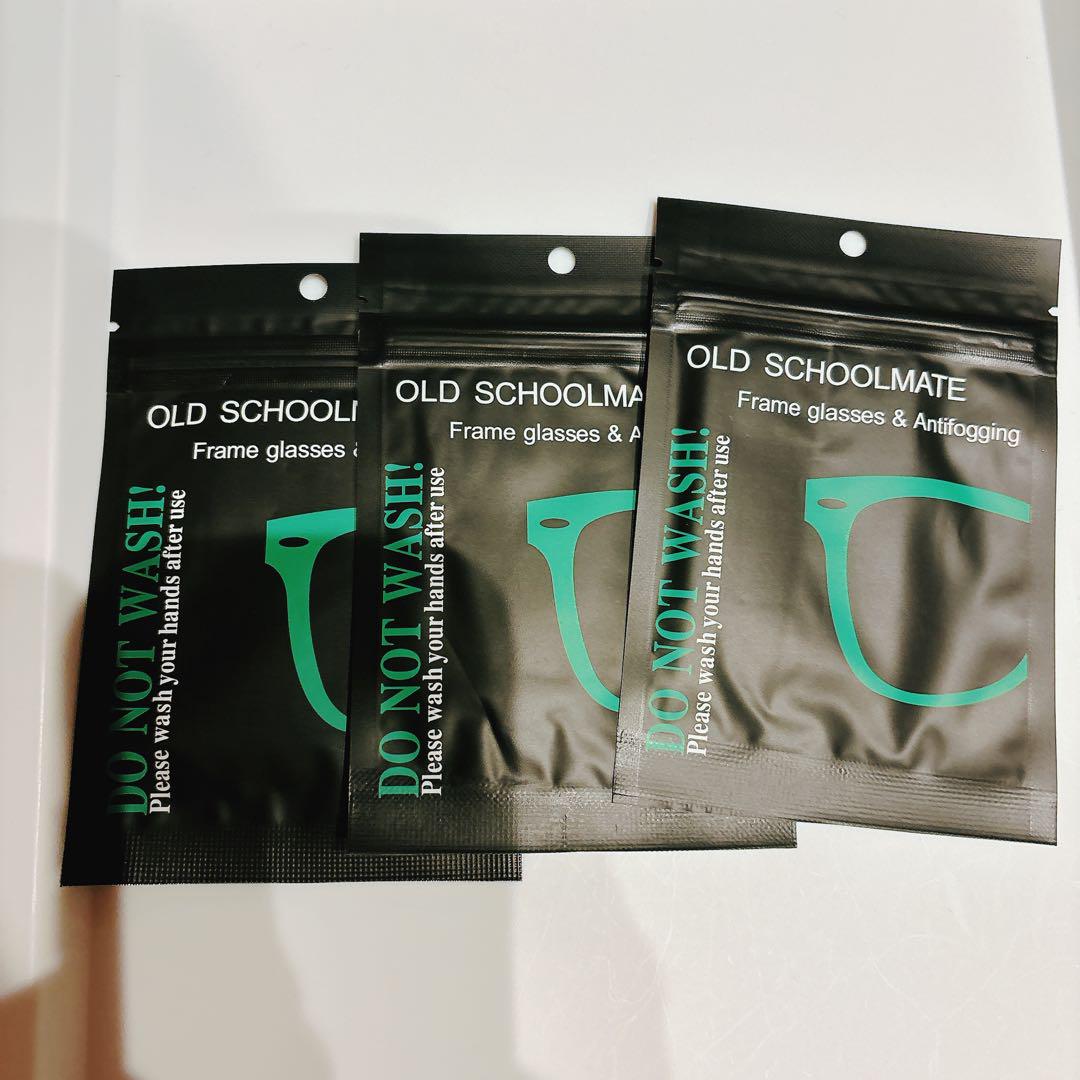 OLD SCHOOLM
Frame glasses &
DO NOT WASH!
Please wash your hands after use
OLD SCHOOLMA
Frame glasses & A
DO NOT WASH!
Please wash your hands after use
OLD SCHOOLMATE
Frame glasses & Antifogging
DO NOT WASH!
Please wash your hands after use